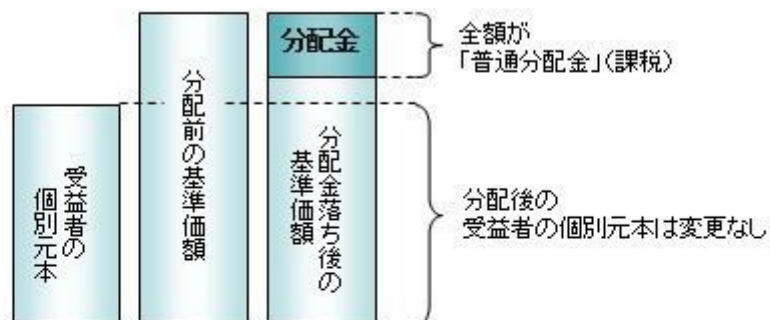 受益者の
個別元本
分配前の基準価額
分配金
分配金落ち後の
基準価額
全額が
「普通分配金」(課税)
分配後の
受益者の個別元本は変更なし